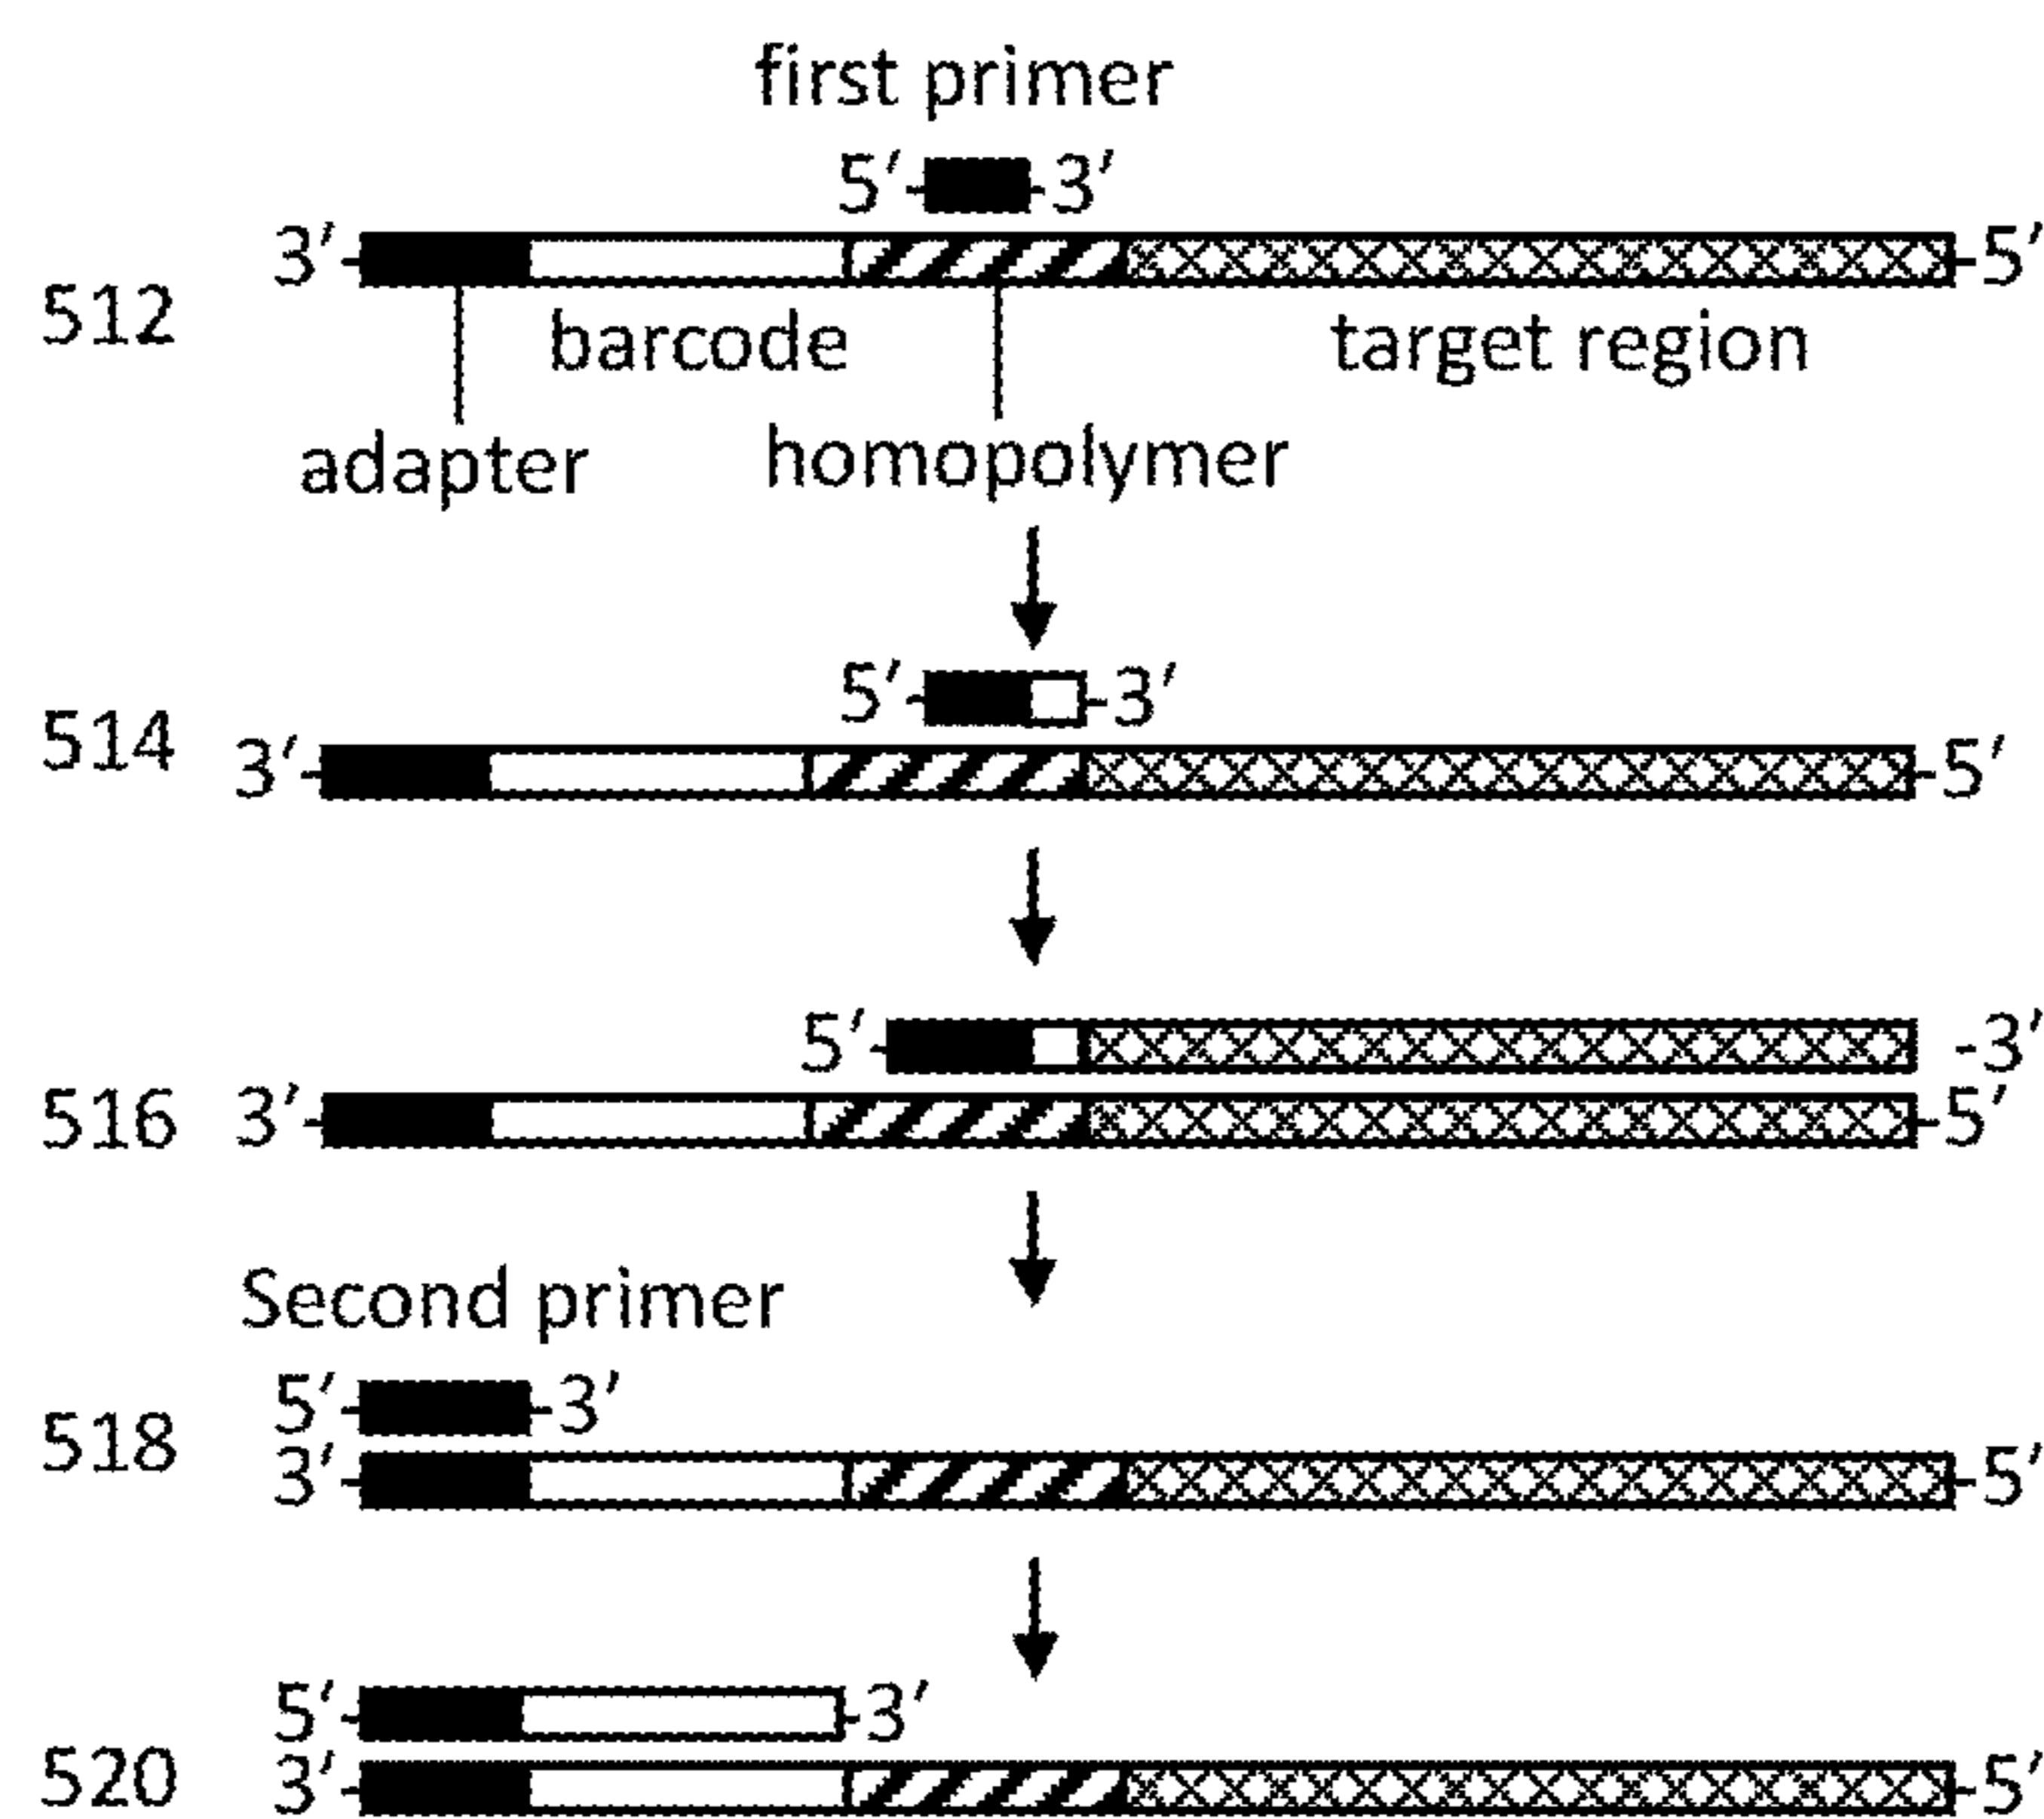 first primer
5′ 3′
3′ 5′
512
barcode target region
adapter homopolymer
5′ 3′
514
3′ 5′
5′ -3′
516 3′ 5′
Second primer
5′ 3′
518
3′ 5′
5′ 3′
520
3′ 5′